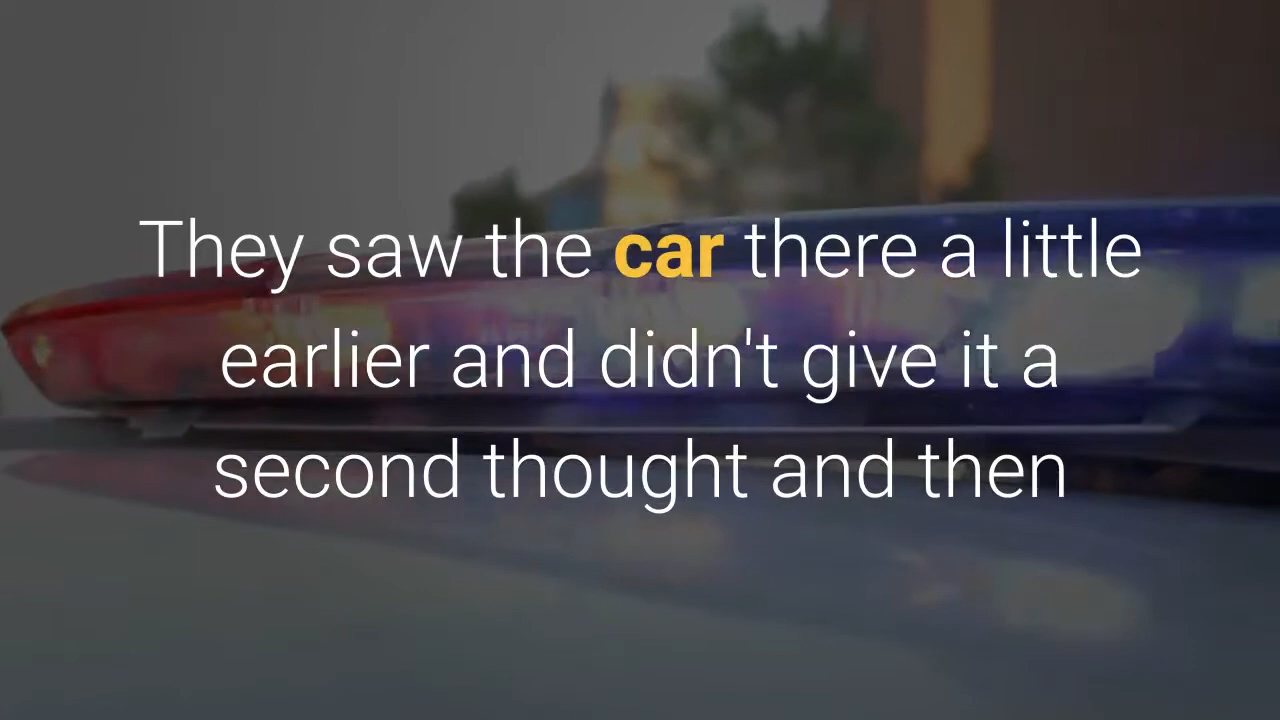 They saw the car there a little
earlier and didn't give it a
second thought and then